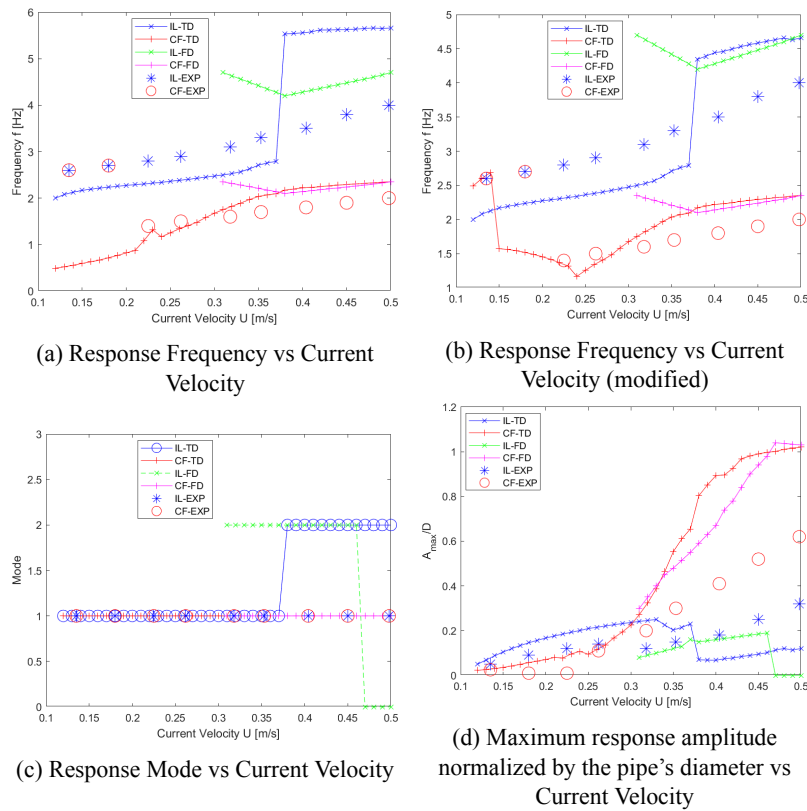 IL-TD
CF-TD
IL-FD
CF-FD
IL-EXP
CF-EXP
Frequency f [Hz]
6
5
4
3
2
1
0
0.1 0.15 0.2 0.25 0.3 0.35 0.4 0.45 0.5
Current Velocity U [m/s]
(a) Response Frequency vs Current
Velocity
IL-TD
CF-TD
IL-FD
CF-FD
IL-EXP
CF-EXP
Frequency f [Hz]
5
4.5
4
3.5
3
2.5
2
1.5
1
0.1 0.15 0.2 0.25 0.3 0.35 0.4 0.45 0.5
Current Velocity U [m/s]
(b) Response Frequency vs Current
Velocity (modified)
IL-TD
CF-TD
IL-FD
CF-FD
IL-EXP
CF-EXP
Mode
3
2.5
2
1.5
1
0.5
0
0.1 0.15 0.2 0.25 0.3 0.35 0.4 0.45 0.5
Current Velocity U [m/s]
(c) Response Mode vs Current Velocity
IL-TD
CF-TD
IL-FD
CF-FD
IL-EXP
CF-EXP
Amax/D
1.2
1
0.8
0.6
0.4
0.2
0
0.1 0.15 0.2 0.25 0.3 0.35 0.4 0.45 0.5
Current Velocity U [m/s]
(d) Maximum response amplitude
normalized by the pipe's diameter vs
Current Velocity